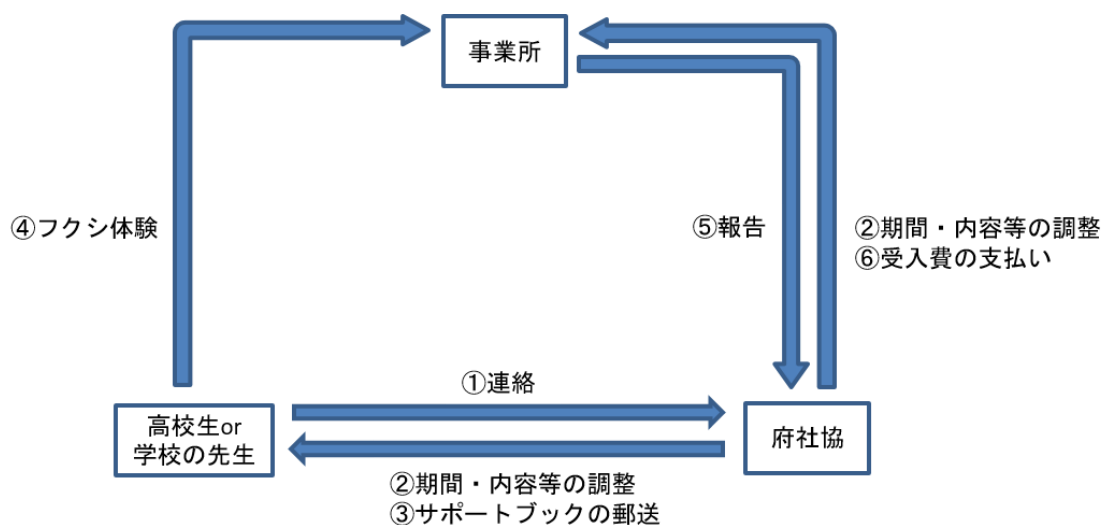 事業所
④フクシ体験
⑤報告
②期間・内容等の調整
⑥受入費の支払い
①連絡
高校生or
学校の先生
府社協
②期間・内容等の調整
③サポートブックの郵送